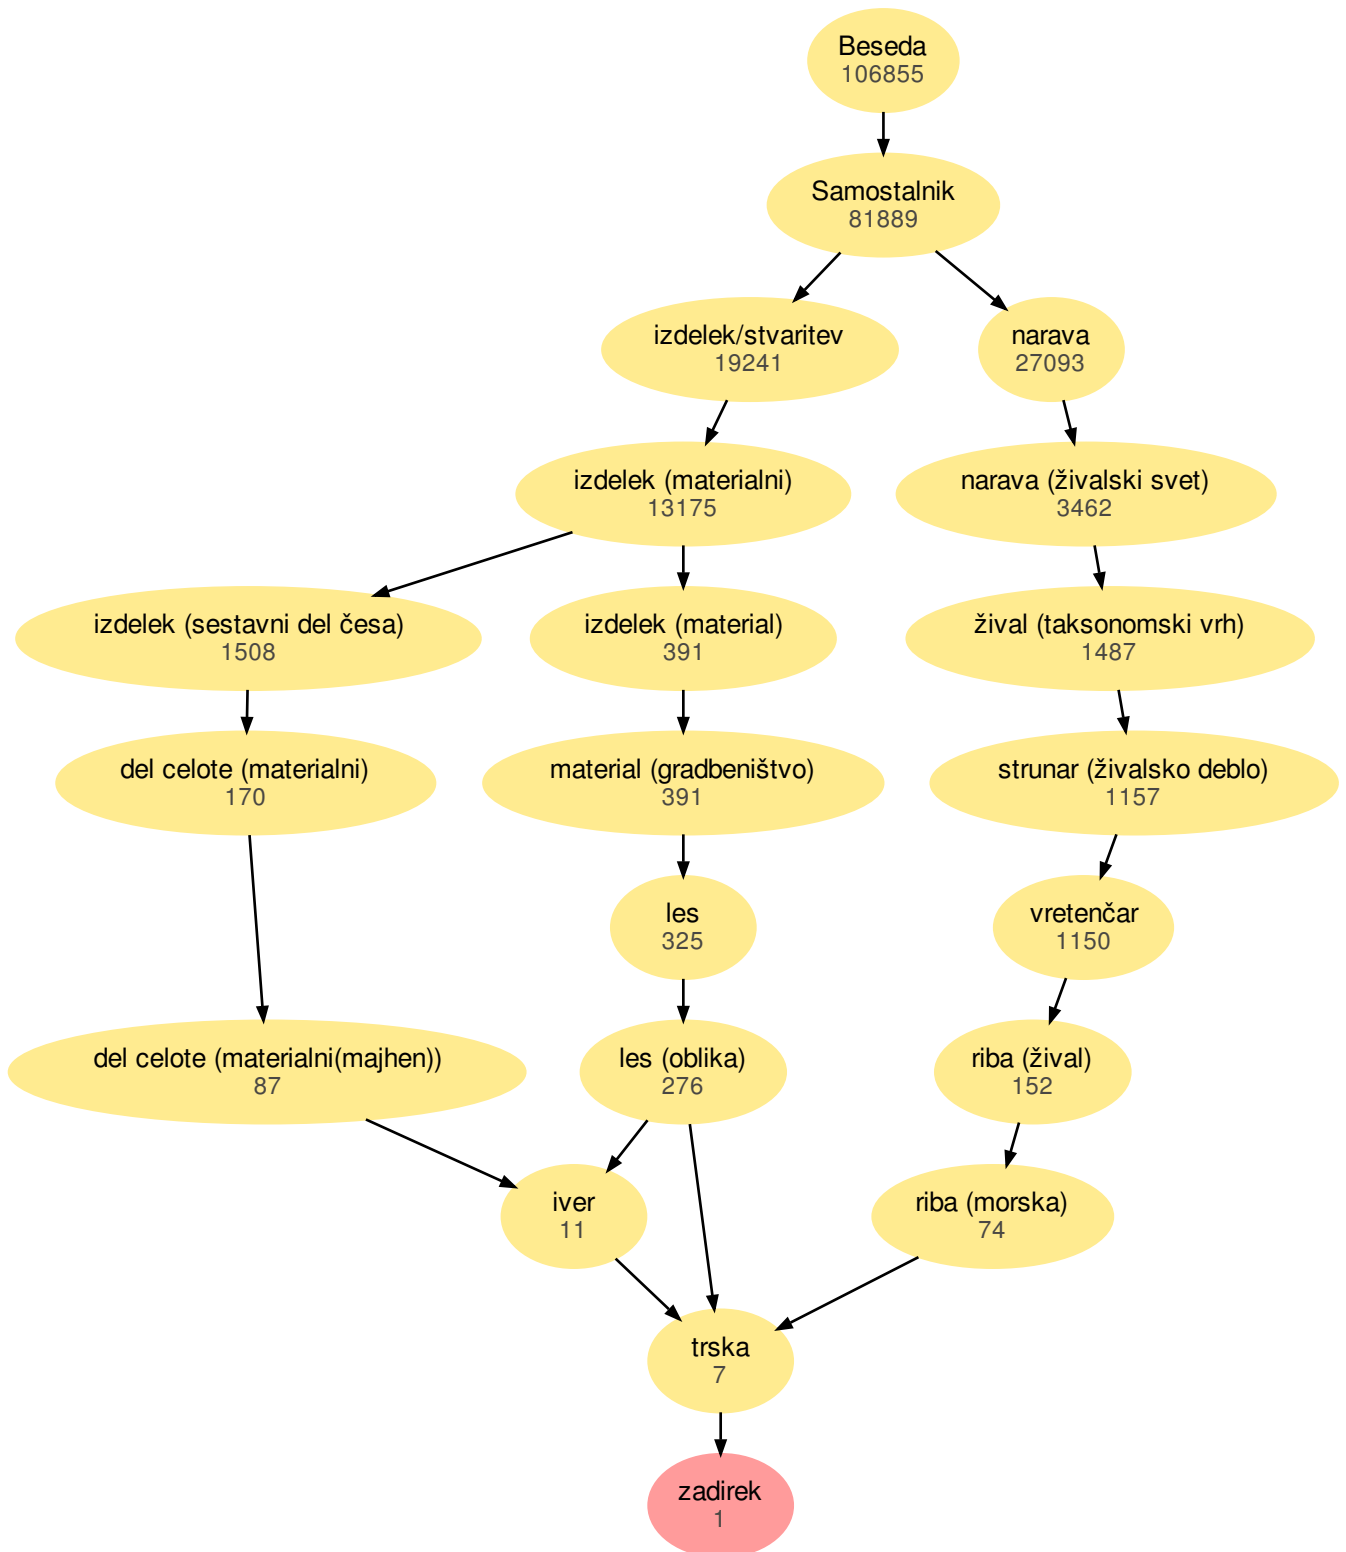 Beseda
106855
Samostalnik
81889
izdelek/stvaritev
19241
narava
27093
izdelek (materialni)
13175
narava (živalski svet)
3462
izdelek (sestavni del česa)
1508
izdelek (material)
391
žival (taksonomski vrh)
1487
del celote (materialni)
170
material (gradbeništvo)
391
strunar (živalsko deblo)
1157
les
325
vretenčar
1150
del celote (materialni(majhen))
87
les (oblika)
276
riba (žival)
152
iver
11
riba (morska)
74
trska
7
zadirek
1